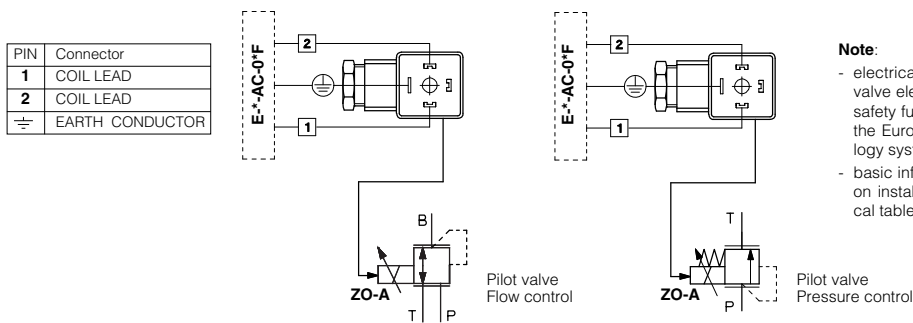 PIN Connector
1 COIL LEAD
2 COIL LEAD
EARTH CONDUCTOR
E-*-AC-0*F
2
1
B
ZO-A
T P
Pilot valve
Flow control
E-*-AC-0*F
2
1
T
ZO-A
P
Pilot valve
Pressure control
Note:
- electrica
valve elec
safety fu
the Euro
logy syst
- basic inf
on instal
cal table